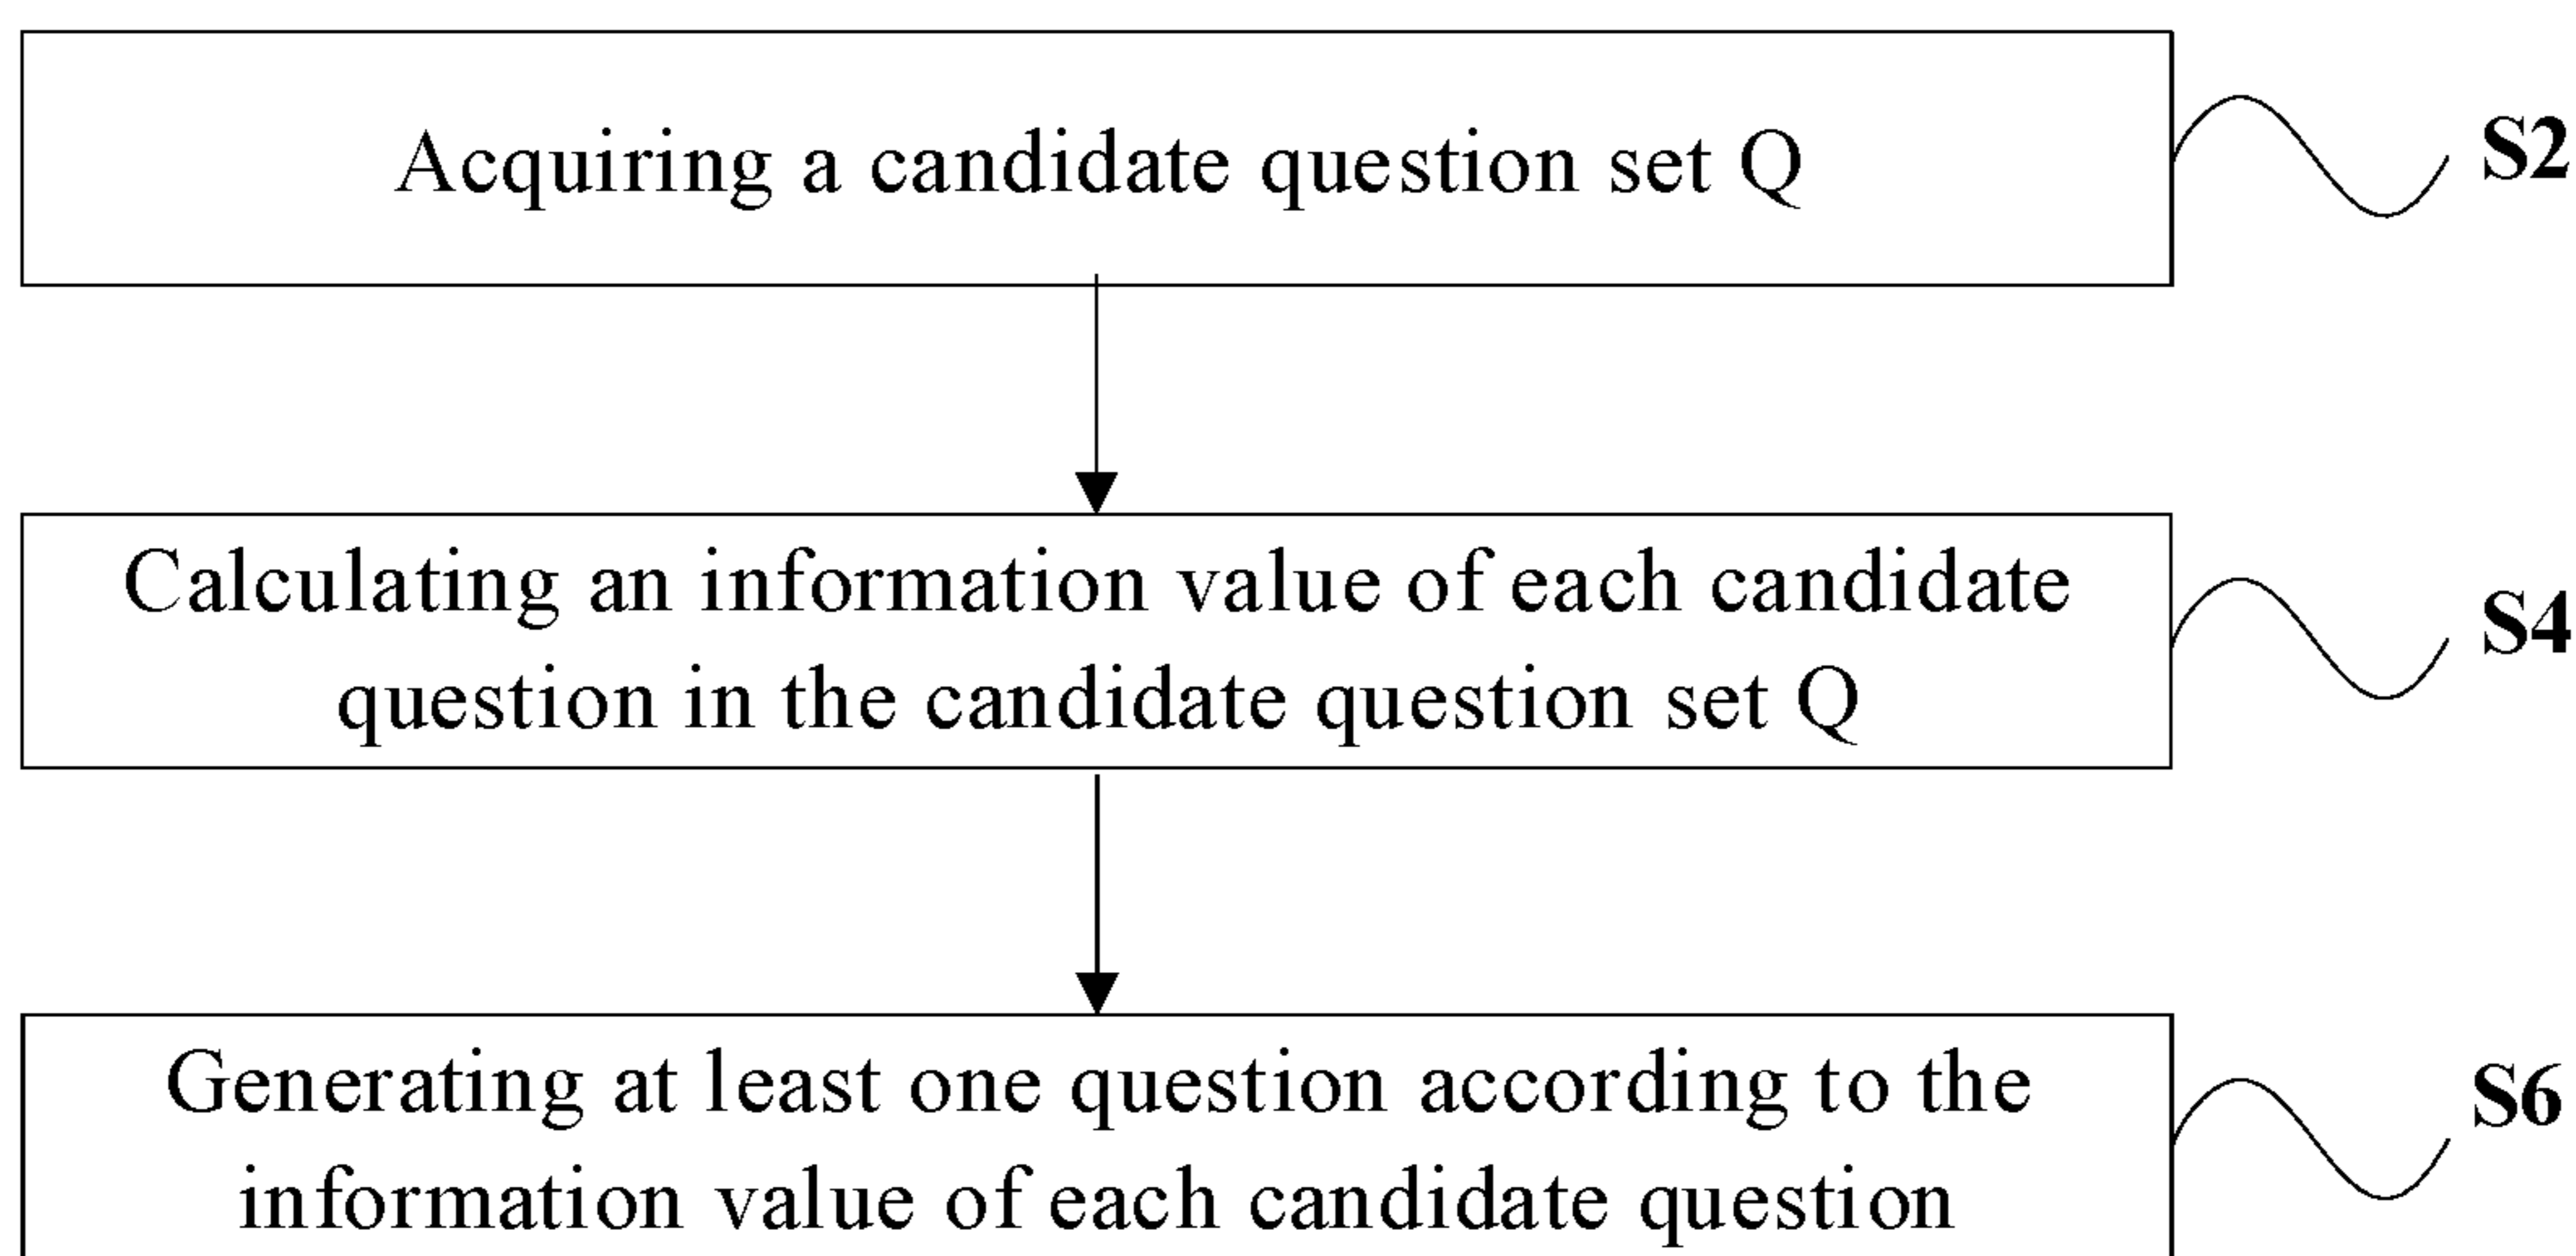 Acquiring a candidate question set Q
S2
Calculating an information value of each candidate
question in the candidate question set Q
S4
Generating at least one question according to the
information value of each candidate question
S6